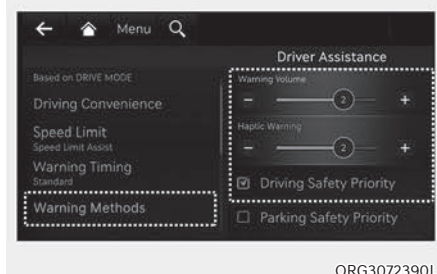 Menu
Driver Assistance
Based on DRIVE MODE
Driving Convenience
Speed Limit
Speed Limit Assist
Warning Timing
Standard
Warning Methods
Warning Volume
− 2 +
Haptic Warning
− 2 +
Driving Safety Priority
Parking Safety Priority
ORG3072390L